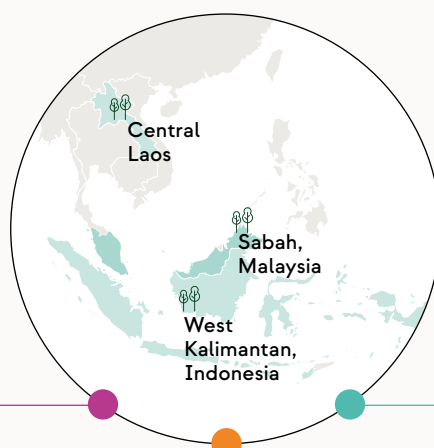 Central
Laos
Sabah,
Malaysia
West
Kalimantan,
Indonesia